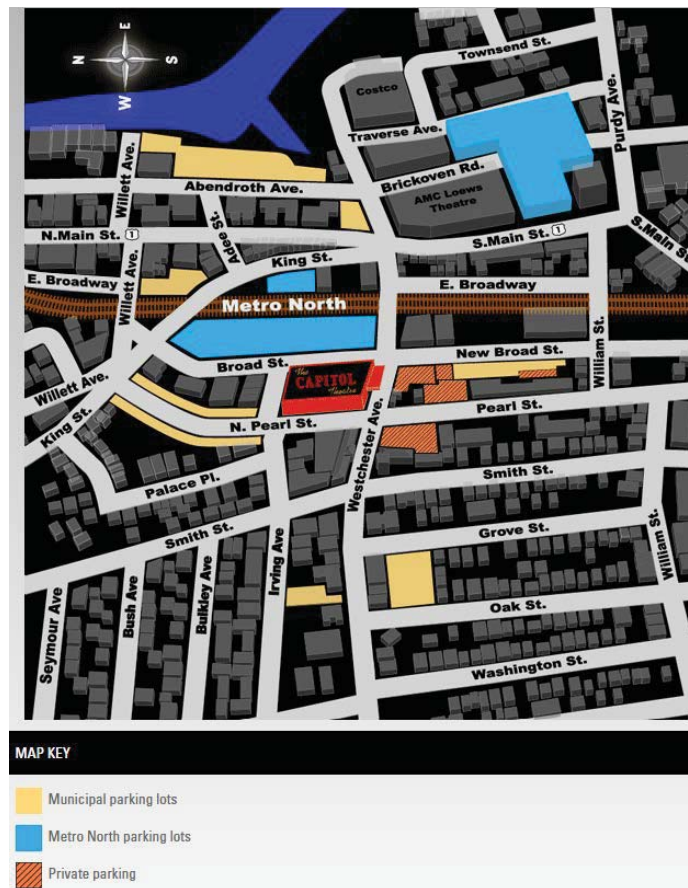 E
N
S
W
Townsend St.
Costco
Purdy Ave.
Traverse Ave.
Willett Ave.
Brickoven Rd.
Abendroth Ave.
AMC Loews
Theatre
Adee St.
N.Main St. 1
S.Main St. 1
S.Main St.
King St.
E. Broadway
E. Broadway
Willett Ave.
Metro North
William St.
Broad St.
New Broad St.
The
CAPITOL
Theatre
Willett Ave.
King St.
N. Pearl St.
Pearl St.
Westchester Ave.
Palace Pl.
Smith St.
Smith St.
Grove St.
William St.
Irving Ave
Seymour Ave
Bush Ave
Bulkley Ave
Oak St.
Washington St.
MAP KEY
Municipal parking lots
Metro North parking lots
Private parking